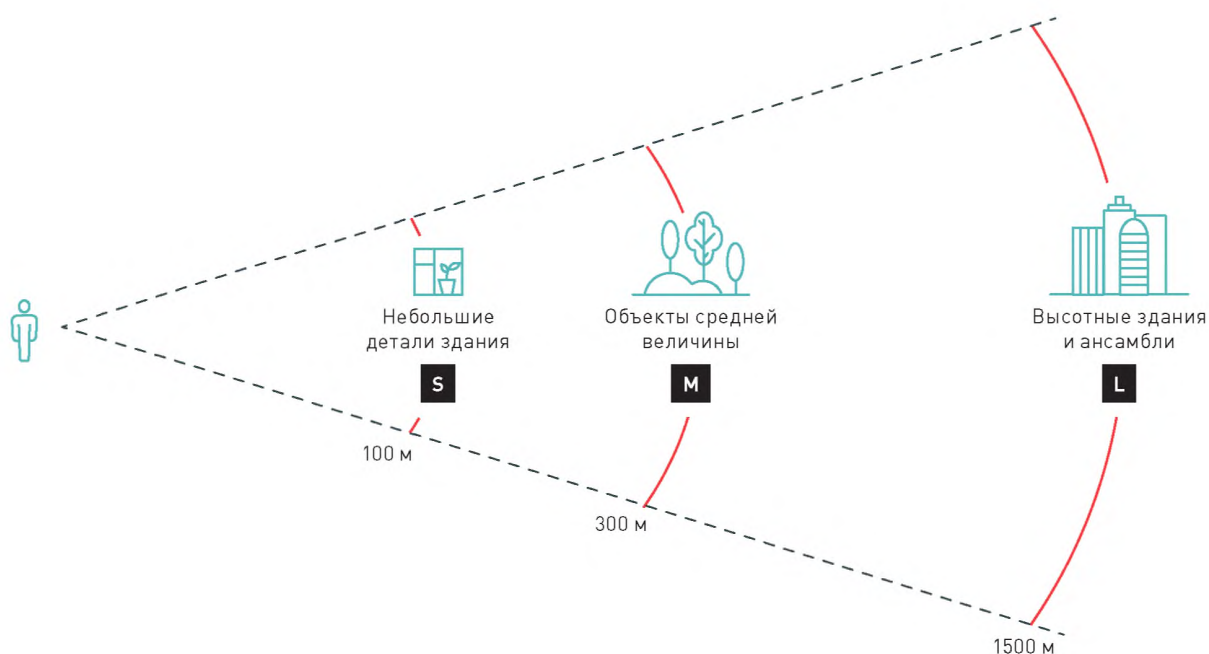 Небольшие
детали здания
S
100 м
Объекты средней
величины
M
300 м
Высотные здания
и ансамбли
L
1500 м